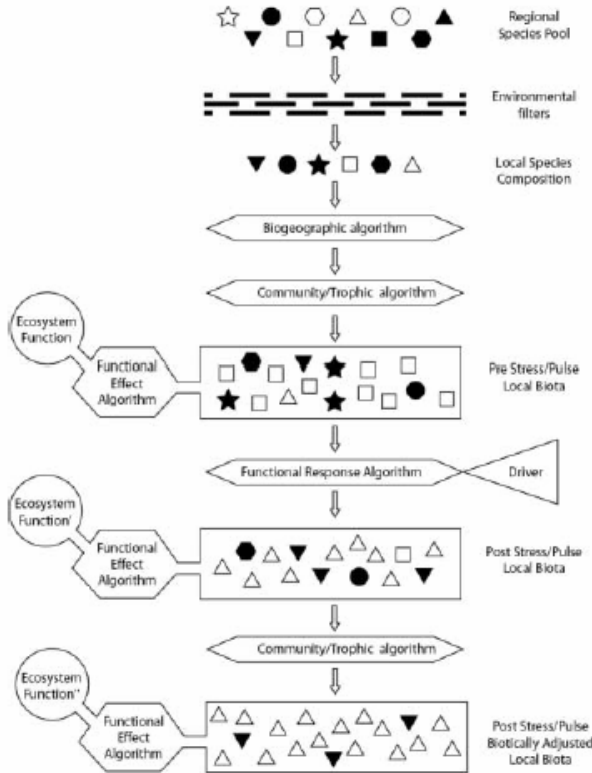 Regional
Species Pool
Environmental
filters
Local Species
Composition
Biogeographic algorithm
Community/Trophic algorithm
Ecosystem
Function
Functional
Effect
Algorithm
Pre Stress/Pulse
Local Biota
Functional Response Algorithm
Driver
Ecosystem
Function'
Functional
Effect
Algorithm
Post Stress/Pulse
Local Biota
Community/Trophic algorithm
Ecosystem
Function''
Functional
Effect
Algorithm
Post Stress/Pulse
Biotically Adjusted
Local Biota